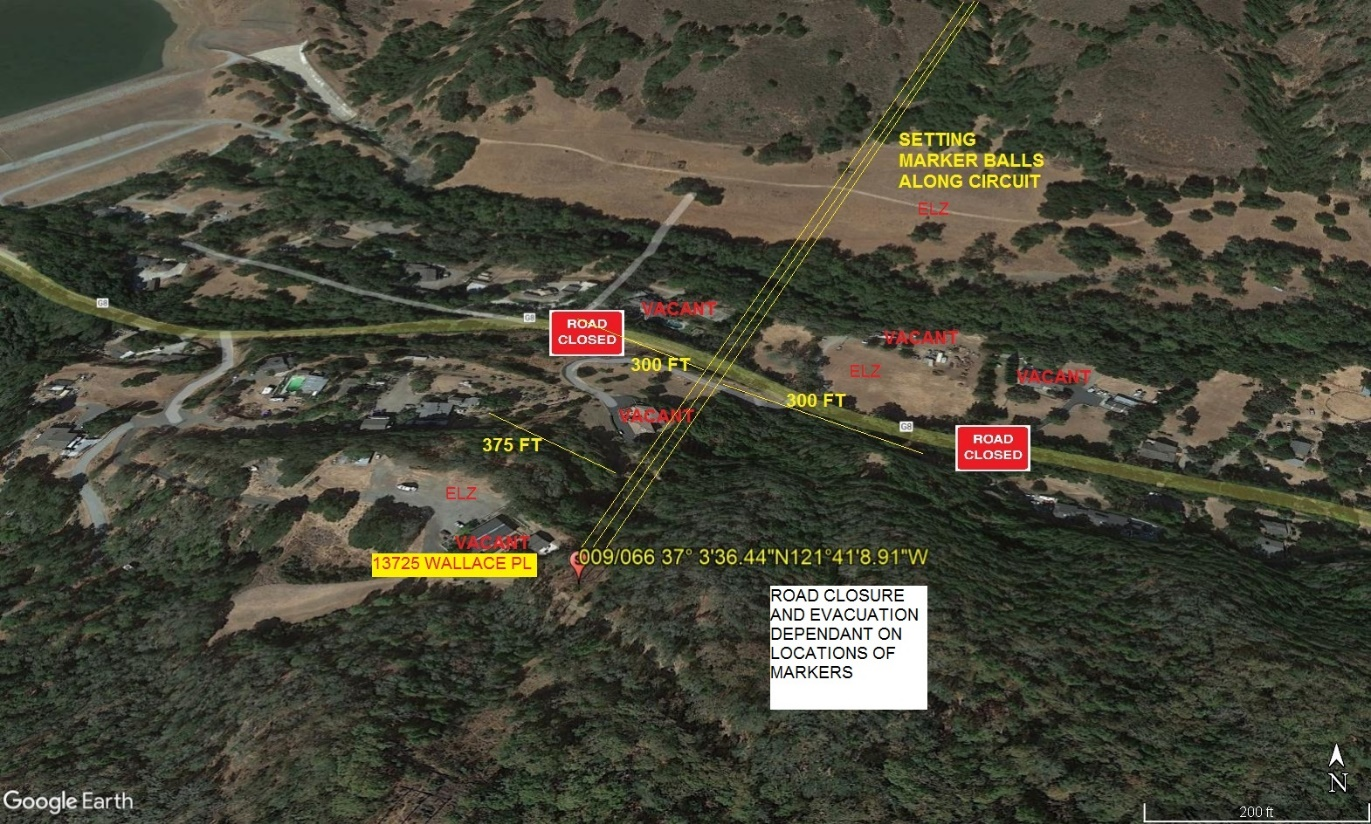 SETTING
MARKER BALLS
ALONG CIRCUIT
ELZ
G8
G8
ROAD
CLOSED
VACANT
VACANT
300 FT
ELZ
VACANT
300 FT
VACANT
G8
ROAD
CLOSED
375 FT
ELZ
VACANT
13725 WALLACE PL
009/066 37° 3'36.44"N121°41'8.91"W
ROAD CLOSURE
AND EVACUATION
DEPENDANT ON
LOCATIONS OF
MARKERS
N
Google Earth
200 ft